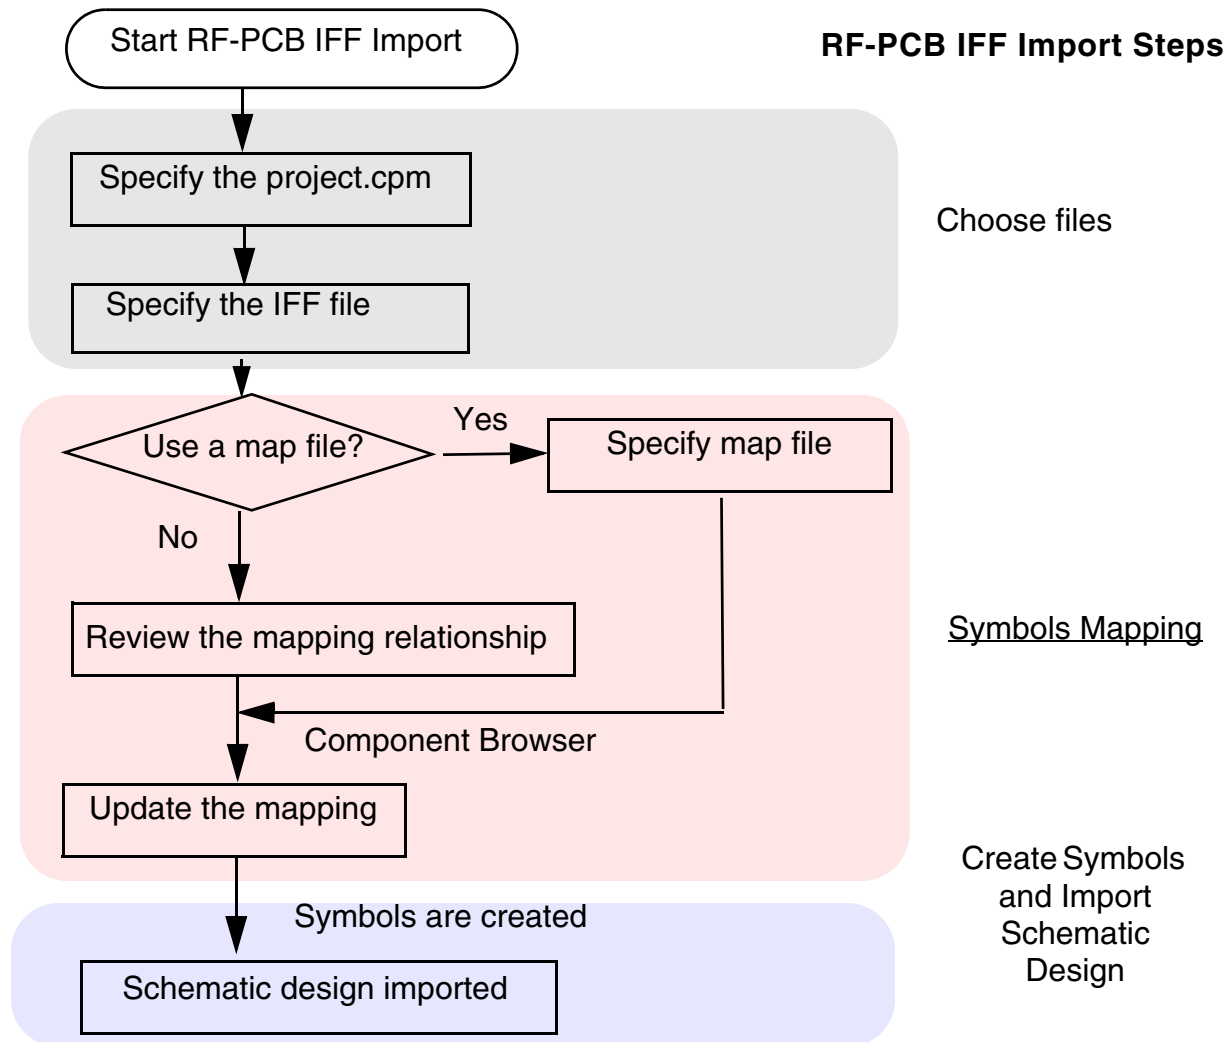 Start RF-PCB IFF Import
RF-PCB IFF Import Steps
Specify the project.cpm
Choose files
Specify the IFF file
Use a map file?
Yes
Specify map file
No
Review the mapping relationship
Symbols Mapping
Component Browser
Update the mapping
Create Symbols
and Import
Schematic
Design
Symbols are created
Schematic design imported